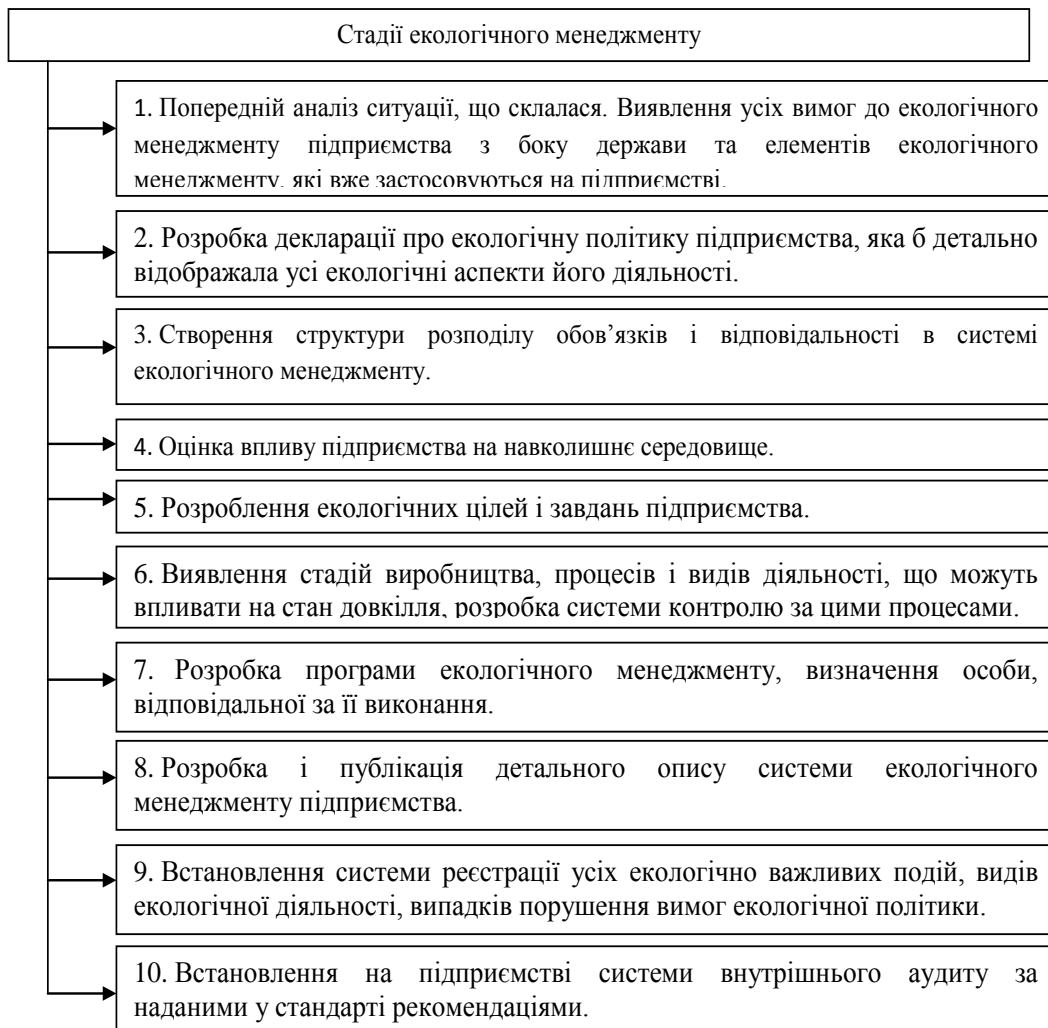 Стадії екологічного менеджменту
1. Попередній аналіз ситуації, що склалася. Виявлення усіх вимог до екологічного
менеджменту підприємства з боку держави та елементів екологічного
менеджменту, які вже застосовуються на підприємстві.
2. Розробка декларації про екологічну політику підприємства, яка б детально
відображала усі екологічні аспекти його діяльності.
3. Створення структури розподілу обов’язків і відповідальності в системі
екологічного менеджменту.
4. Оцінка впливу підприємства на навколишнє середовище.
5. Розроблення екологічних цілей і завдань підприємства.
6. Виявлення стадій виробництва, процесів і видів діяльності, що можуть
впливати на стан довкілля, розробка системи контролю за цими процесами.
7. Розробка програми екологічного менеджменту, визначення особи,
відповідальної за її виконання.
8. Розробка і публікація детального опису системи екологічного
менеджменту підприємства.
9. Встановлення системи реєстрації усіх екологічно важливих подій, видів
екологічної діяльності, випадків порушення вимог екологічної політики.
10. Встановлення на підприємстві системи внутрішнього аудиту за
наданими у стандарті рекомендаціями.